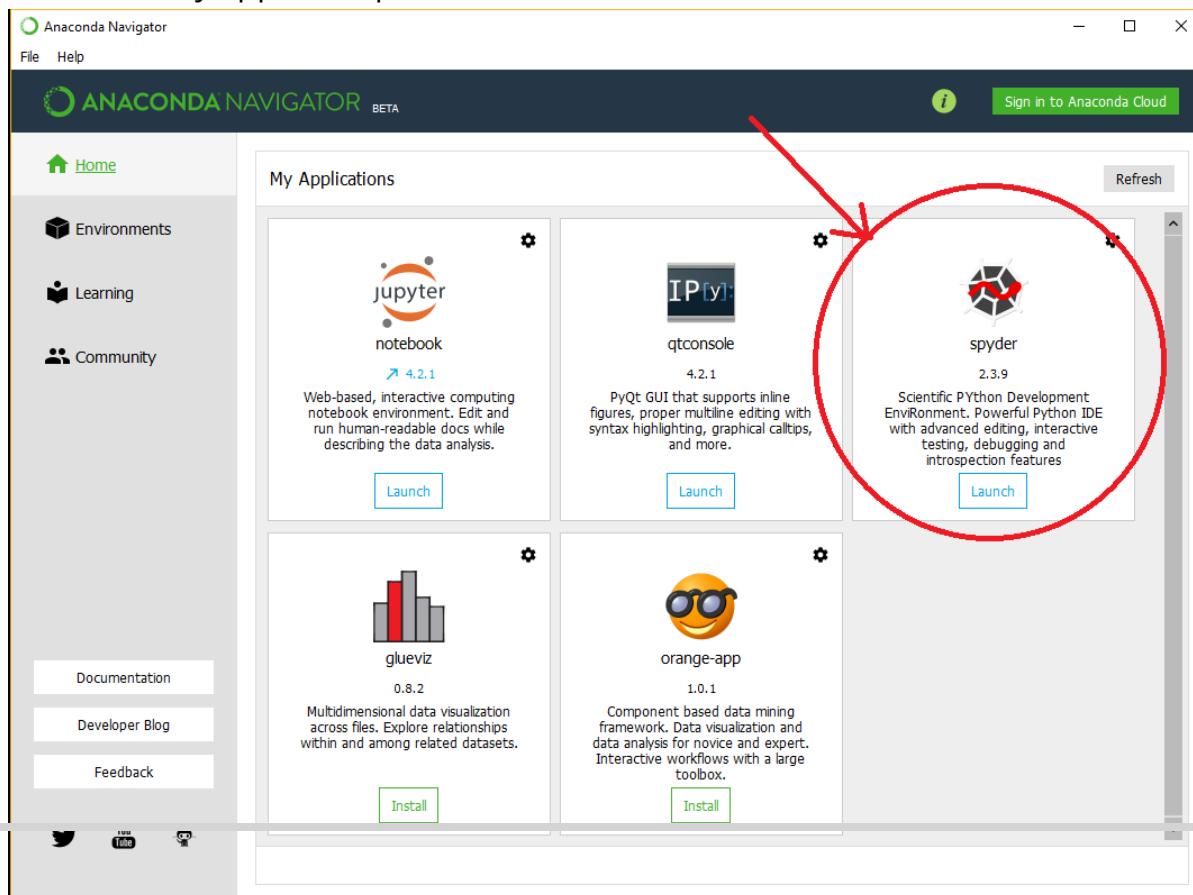 Anaconda Navigator
File Help
ANACONDA NAVIGATOR BETA
Sign in to Anaconda Cloud
Home
Environments
Learning
Community
Documentation
Developer Blog
Feedback
You
Tube
My Applications
Refresh
jupyter
notebook
4.2.1
Web-based, interactive computing
notebook environment. Edit and
run human-readable docs while
describing the data analysis.
Launch
IP[y]:
qtconsole
4.2.1
PyQt GUI that supports inline
figures, proper multiline editing with
syntax highlighting, graphical calltips,
and more.
Launch
spyder
2.3.9
Scientific PYthon Development
EnviRonment. Powerful Python IDE
with advanced editing, interactive
testing, debugging and
introspection features
Launch
glueviz
0.8.2
Multidimensional data visualization
across files. Explore relationships
within and among related datasets.
Install
orange-app
1.0.1
Component based data mining
framework. Data visualization and
data analysis for novice and expert.
Interactive workflows with a large
toolbox.
Install